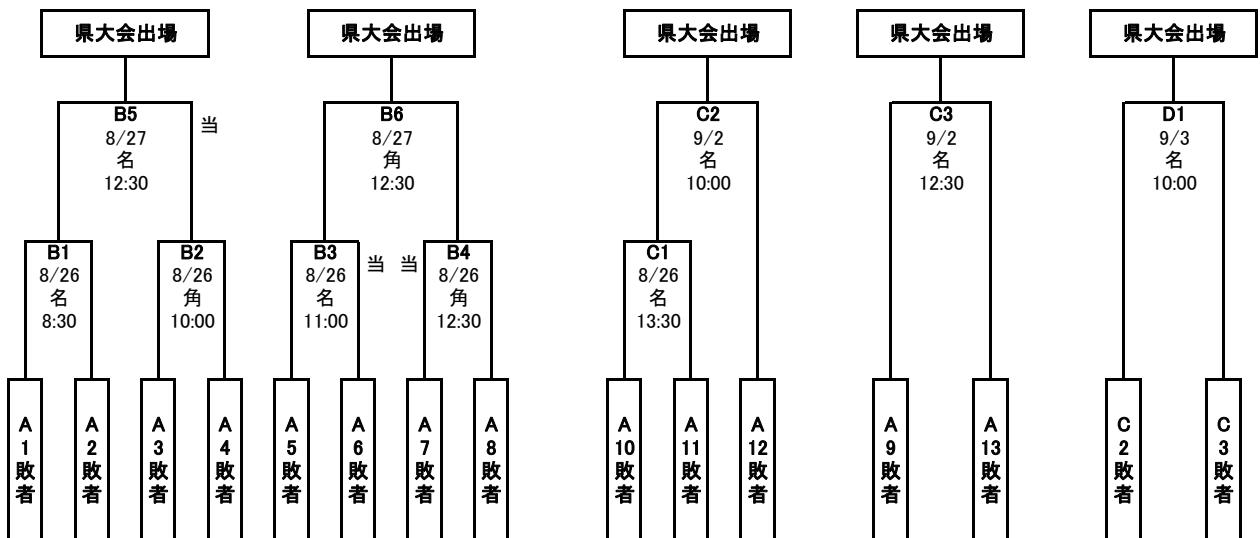 県大会出場
県大会出場
県大会出場
県大会出場
県大会出場
B5
8/27
名
12:30
当
B6
8/27
角
12:30
C2
9/2
名
10:00
C3
9/2
名
12:30
D1
9/3
名
10:00
B1
8/26
名
8:30
B2
8/26
角
10:00
B3
8/26
名
11:00
当
当
B4
8/26
角
12:30
C1
8/26
名
13:30
A1敗者
A2敗者
A3敗者
A4敗者
A5敗者
A6敗者
A7敗者
A8敗者
A10敗者
A11敗者
A12敗者
A9敗者
A13敗者
C2敗者
C3敗者